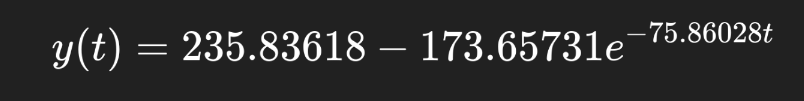 y(t) = 235.83618 − 173.65731e^{−75.86028t}